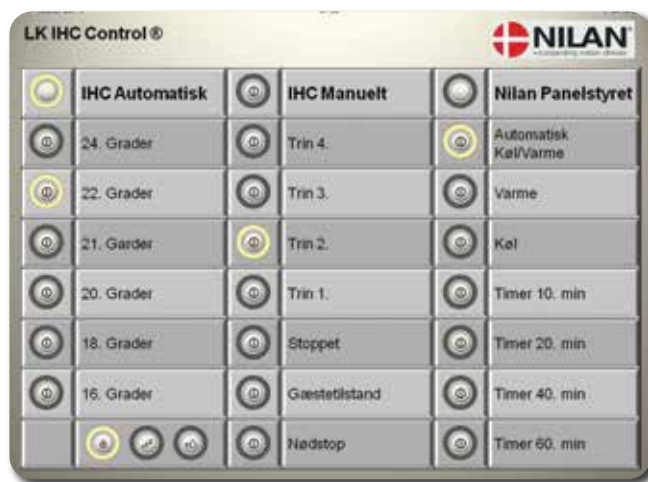 LK IHC Control ®
NILAN®
IHC Automatisk
IHC Manuelt
Nilan Panelstyret
24. Grader
Trin 4.
Automatisk
Køl/Varme
22. Grader
Trin 3.
Varme
21. Garder
Trin 2.
Køl
20. Grader
Trin 1.
Timer 10. min
18. Grader
Stoppet
Timer 20. min
16. Grader
Gæstetilstand
Timer 40. min
Nødstop
Timer 60. min